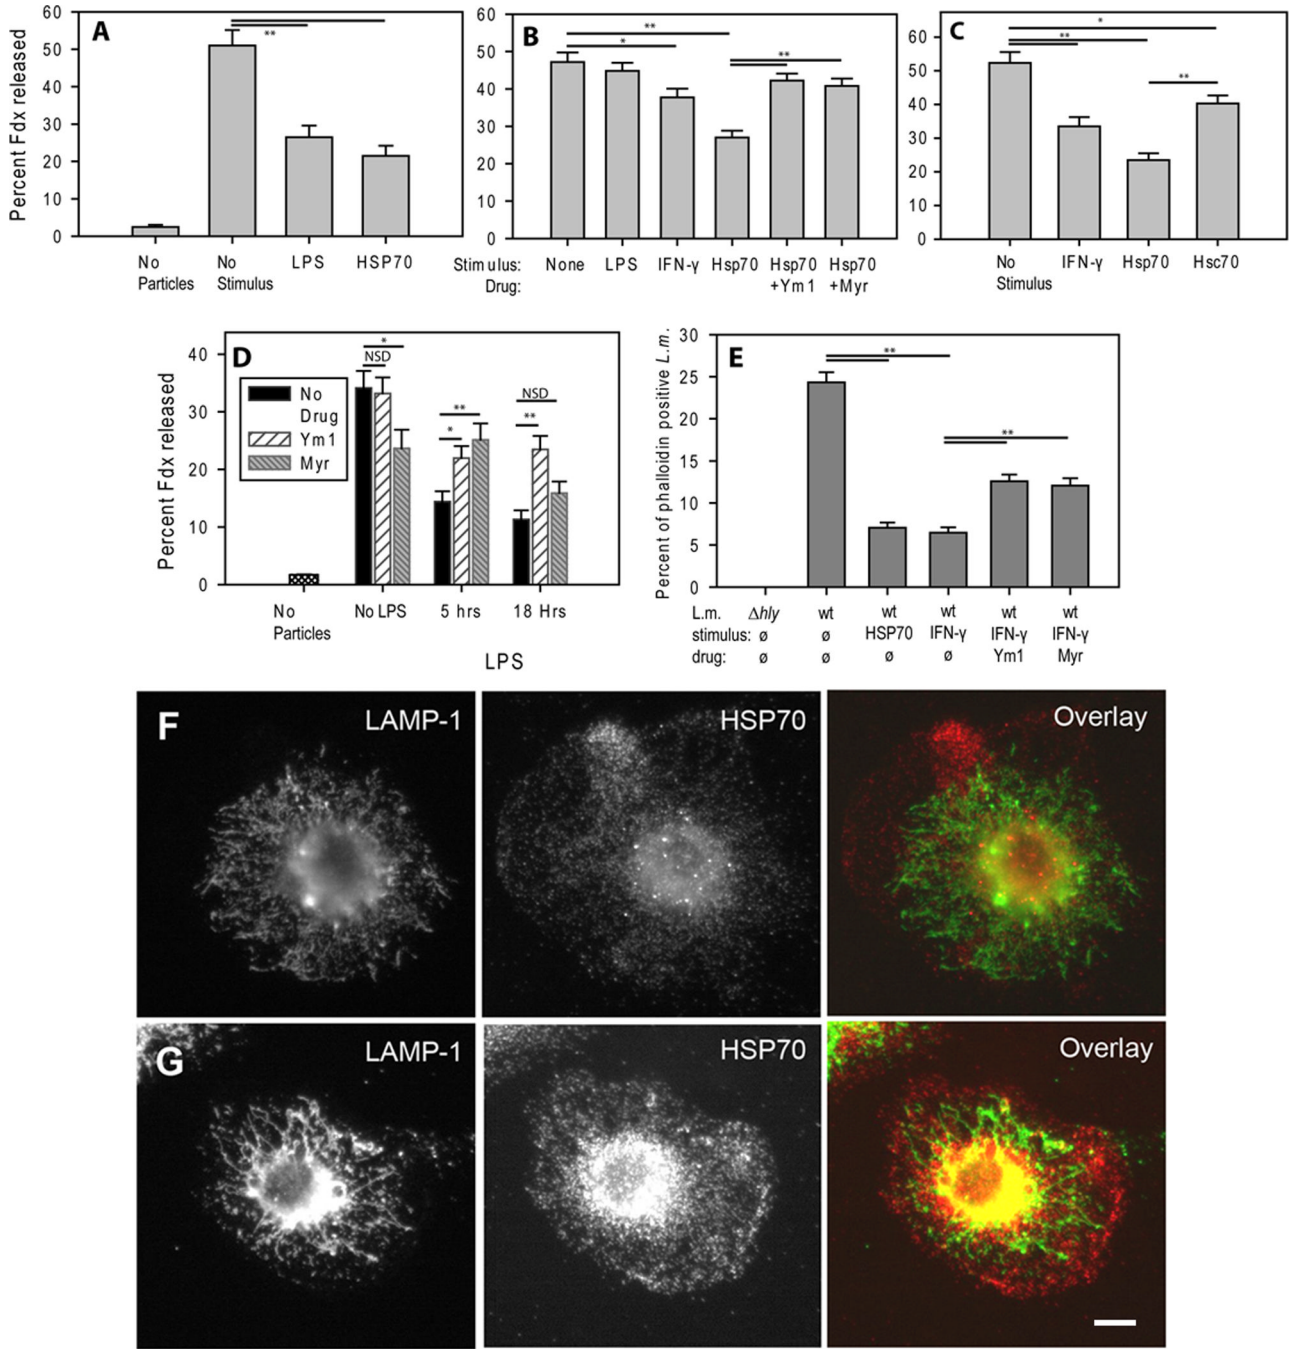 A
Percent Fdx released
60
50
40
30
20
10
0
**
No Particles
No Stimulus
LPS
HSP70
B
60
50
40
30
20
10
0
**
*
**
Stimulus: None LPS IFN-γ Hsp70 Hsp70 Hsp70
Drug: +Ym1 +Myr
C
60
50
40
30
20
10
0
*
**
**
No Stimulus
IFN-γ
Hsp70
Hsc70
D
Percent Fdx released
40
30
20
10
0
No Drug
Ym1
Myr
*
NSD
**
*
NSD
**
No Particles
No LPS
5 hrs
18 Hrs
LPS
E
Percent of phalloidin positive L.m.
30
25
20
15
10
5
0
**
**
L.m. Δhly wt wt wt wt wt
stimulus: ø ø HSP70 IFN-γ IFN-γ IFN-γ
drug: ø ø ø ø Ym1 Myr
F
LAMP-1
HSP70
Overlay
G
LAMP-1
HSP70
Overlay